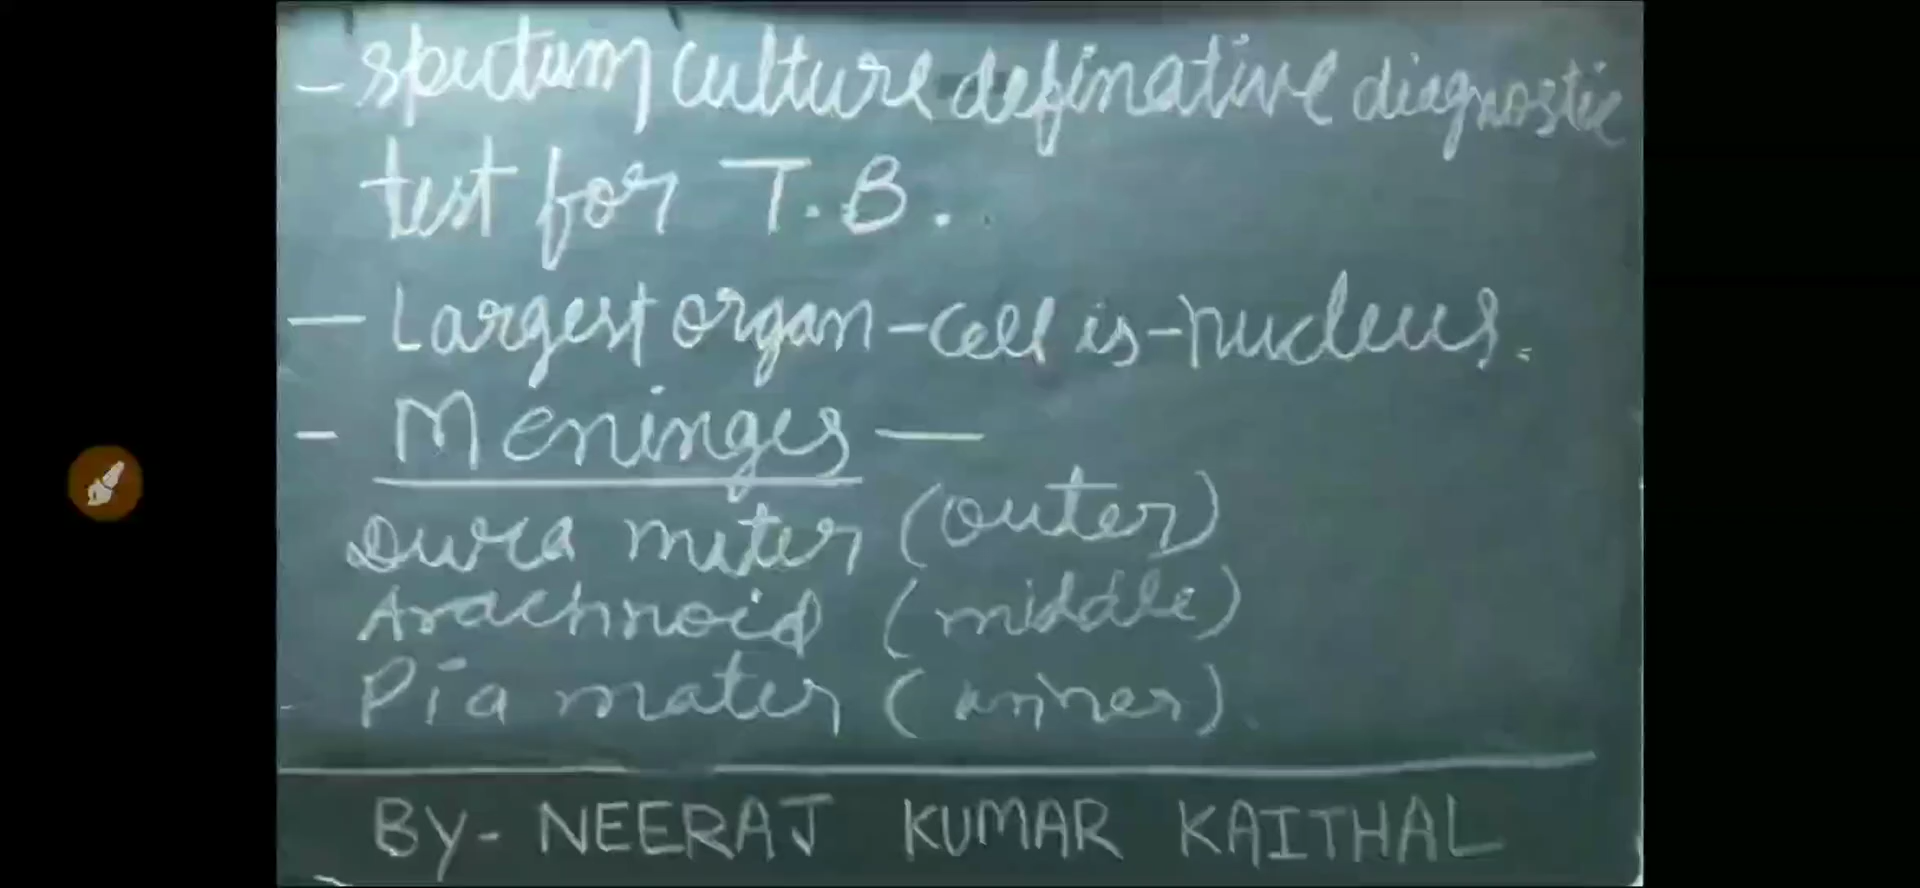 - spectum culture definative diagnostic
test for T.B.
- Largest organ - cell is - nucleus.
- Meninges -
Dura mater (outer)
Arachnoid (middle)
Pia mater (inner).
BY- NEERAJ KUMAR KAITHAL